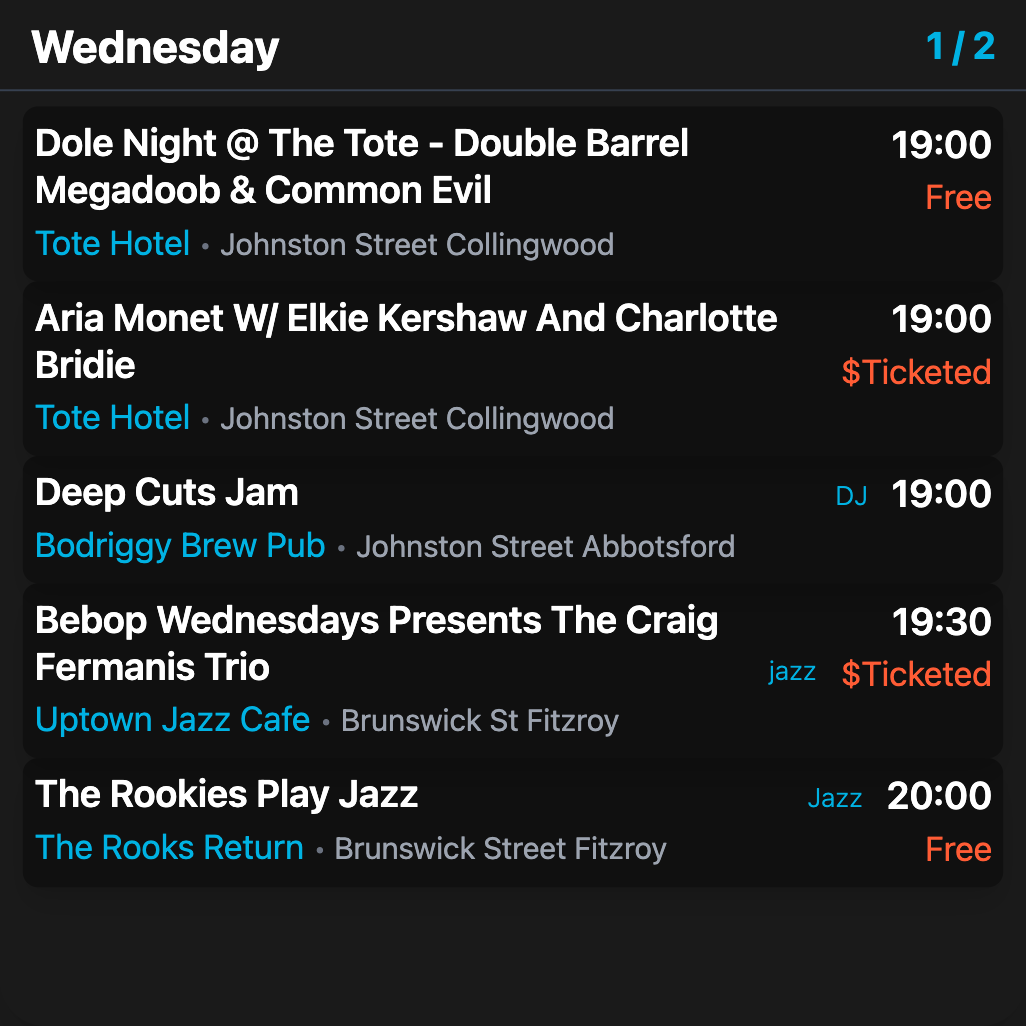 Wednesday 1 / 2
Dole Night @ The Tote - Double Barrel 19:00
Megadoob & Common Evil Free
Tote Hotel • Johnston Street Collingwood
Aria Monet W/ Elkie Kershaw And Charlotte 19:00
Bridie $Ticketed
Tote Hotel • Johnston Street Collingwood
Deep Cuts Jam DJ 19:00
Bodriggy Brew Pub • Johnston Street Abbotsford
Bebop Wednesdays Presents The Craig 19:30
Fermanis Trio jazz $Ticketed
Uptown Jazz Cafe • Brunswick St Fitzroy
The Rookies Play Jazz Jazz 20:00
The Rooks Return • Brunswick Street Fitzroy Free